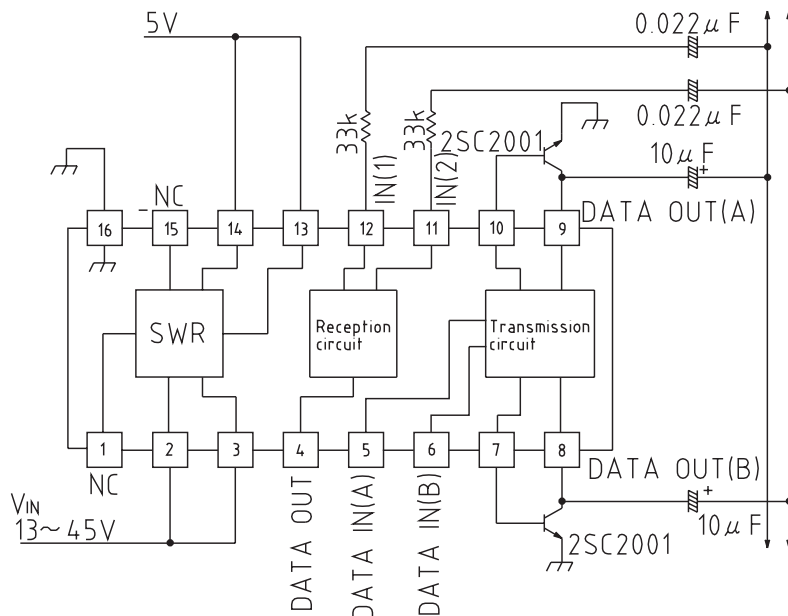 5V
0.022μF
0.022μF
33k
33k
2SC2001
10μF
+
IN(1)
IN(2)
NC
DATA OUT(A)
16
15
14
13
12
11
10
9
SWR
Reception
circuit
Transmission
circuit
1
2
3
4
5
6
7
8
NC
DATA OUT
DATA IN(A)
DATA IN(B)
DATA OUT(B)
+
10μF
VIN
13~45V
2SC2001